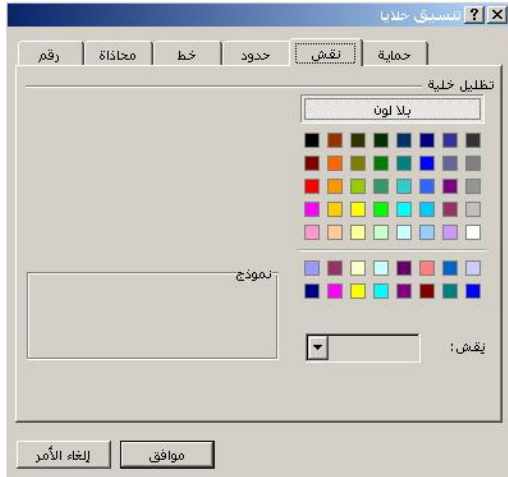 تنسيق خلايا
رقم محاذاة خط حدود نقش حماية
تظليل خلية
بلا لون
نموذج
نقش:
موافق إلغاء الأمر